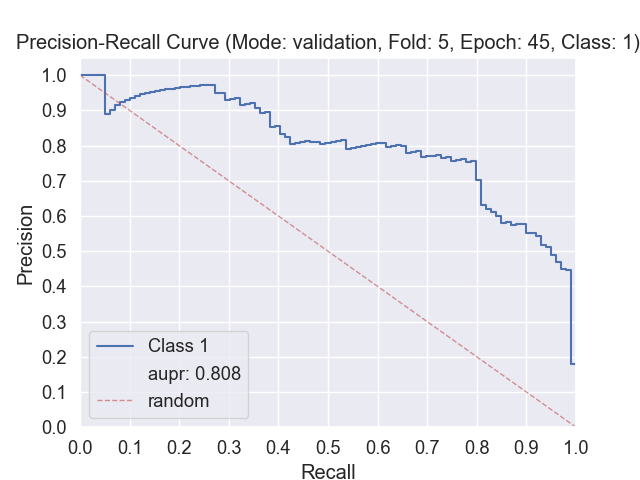 Precision-Recall Curve (Mode: validation, Fold: 5, Epoch: 45, Class: 1)
1.0
0.9
0.8
0.7
0.6
0.5
0.4
0.3
0.2
0.1
0.0
Precision
Class 1
aupr: 0.808
random
0.0 0.1 0.2 0.3 0.4 0.5 0.6 0.7 0.8 0.9 1.0
Recall